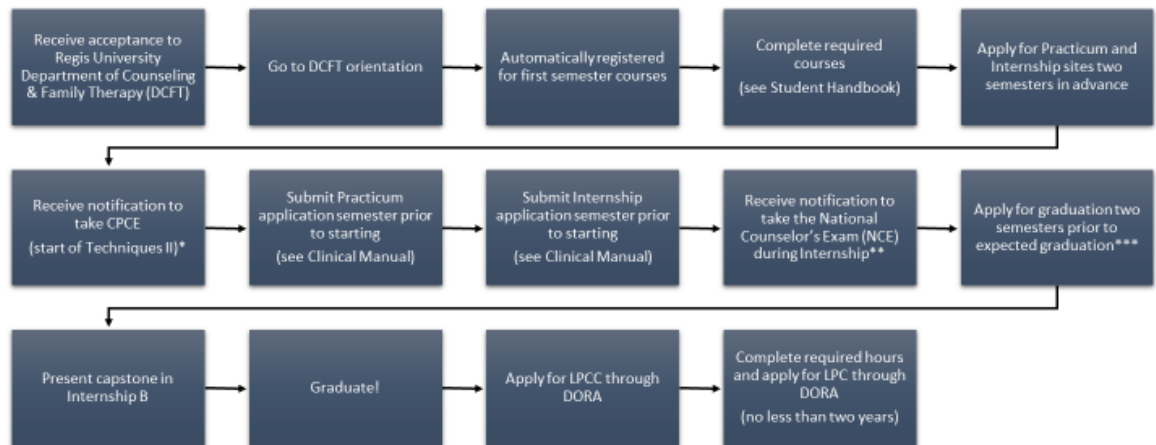 Receive acceptance to
Regis University
Department of Counseling
& Family Therapy (DCFT)
Go to DCFT orientation
Automatically registered
for first semester courses
Complete required
courses
(see Student Handbook)
Apply for Practicum and
Internship sites two
semesters in advance
Receive notification to
take CPCE
(start of Techniques II)*
Submit Practicum
application semester prior
to starting
(see Clinical Manual)
Submit Internship
application semester prior
to starting
(see Clinical Manual)
Receive notification to
take the National
Counselor's Exam (NCE)
during Internship**
Apply for graduation two
semesters prior to
expected graduation***
Present capstone in
Internship B
Graduate!
Apply for LPCC through
DORA
Complete required hours
and apply for LPC through
DORA
(no less than two years)